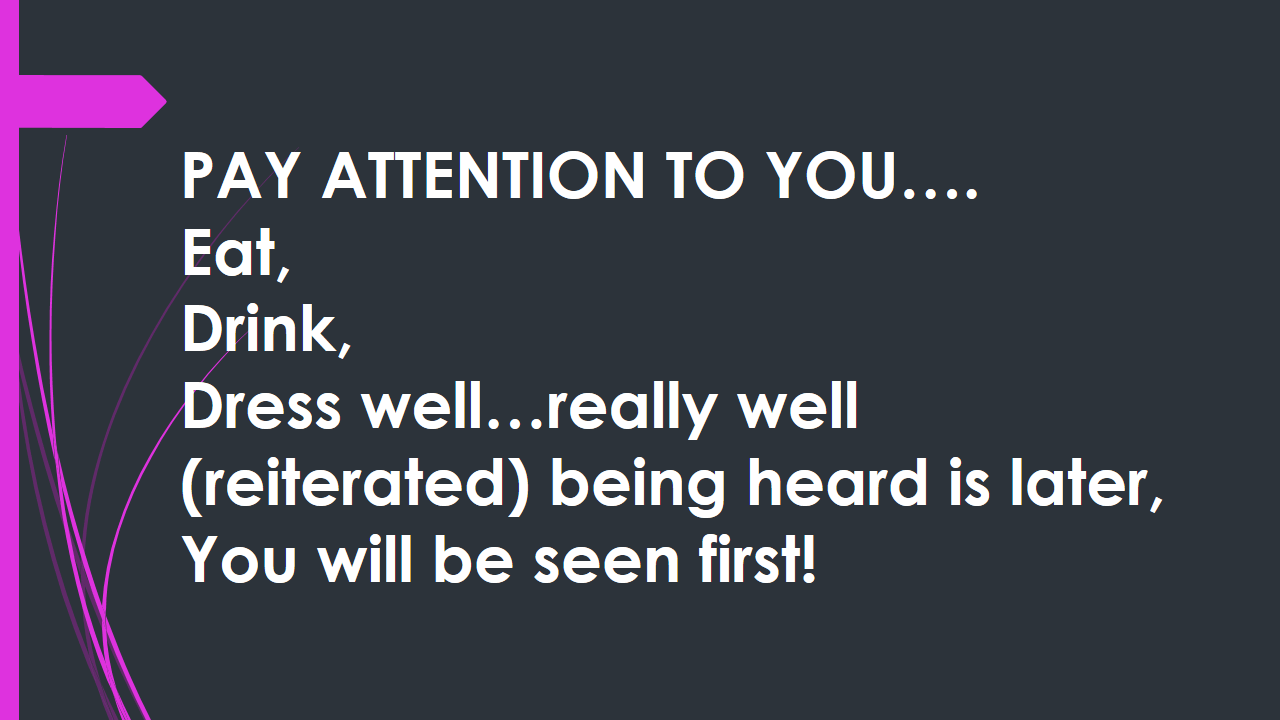 PAY ATTENTION TO YOU….
Eat,
Drink,
Dress well…really well
(reiterated) being heard is later,
You will be seen first!